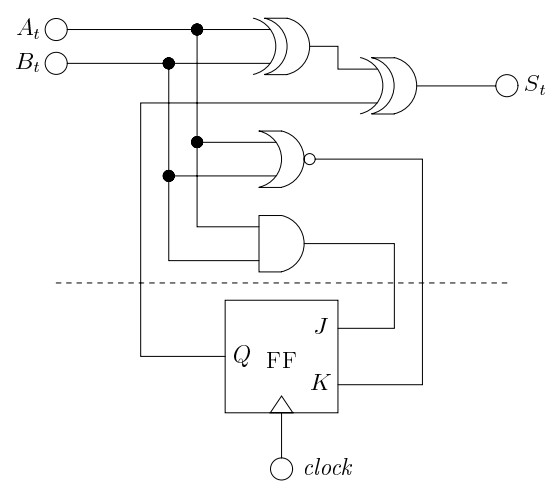 A_t
B_t
S_t
J
Q FF
K
clock